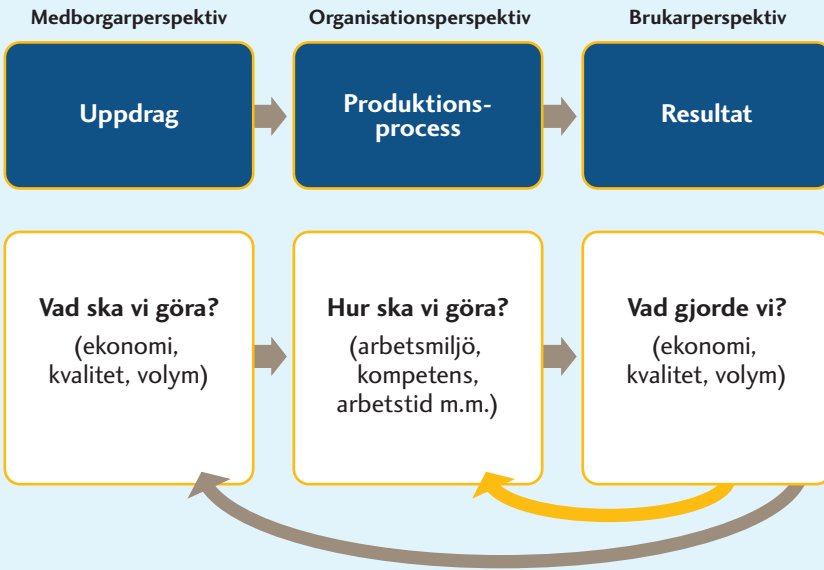 Medborgarperspektiv
Organisationsperspektiv
Brukarperspektiv
Uppdrag
Produktions-
process
Resultat
Vad ska vi göra?
(ekonomi,
kvalitet, volym)
Hur ska vi göra?
(arbetsmiljö,
kompetens,
arbetstid m.m.)
Vad gjorde vi?
(ekonomi,
kvalitet, volym)